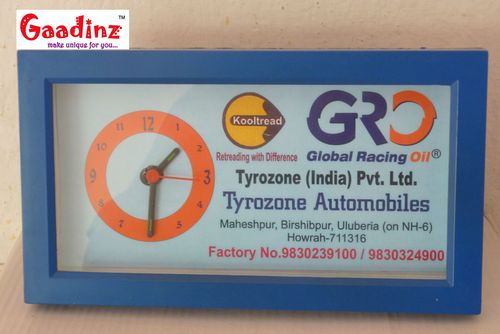 Gaadinz™
make unique for you...
12
1
2
3
4
5
6
7
8
9
10
11
Kooltread
Retreading with Difference
GRO
Global Racing Oil®
Tyrozone (India) Pvt. Ltd.
Tyrozone Automobiles
Maheshpur, Birshibpur, Uluberia (on NH-6)
Howrah-711316
Factory No.9830239100 / 9830324900